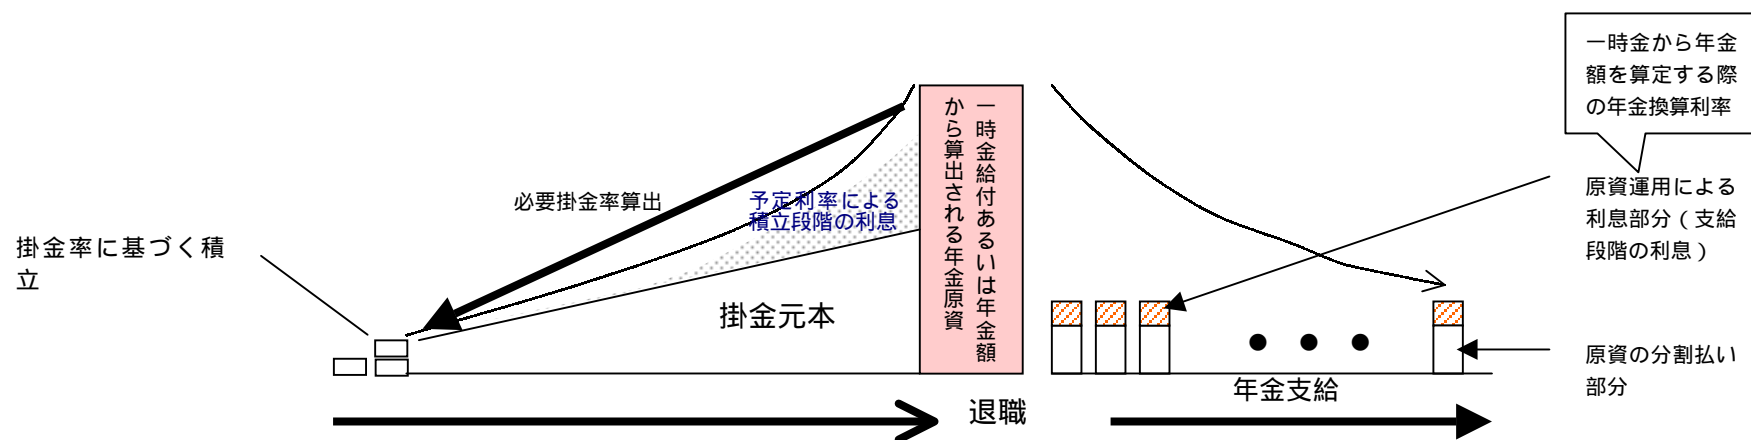 一時金から年金
額を算定する際
の年金換算利率
一時金給付あるいは年金額
から算出される年金原資
必要掛金率算出
予定利率による
積立段階の利息
原資運用による
利息部分（支給
段階の利息）
掛金率に基づく積
立
掛金元本
●●●
原資の分割払い
部分
年金支給
退職